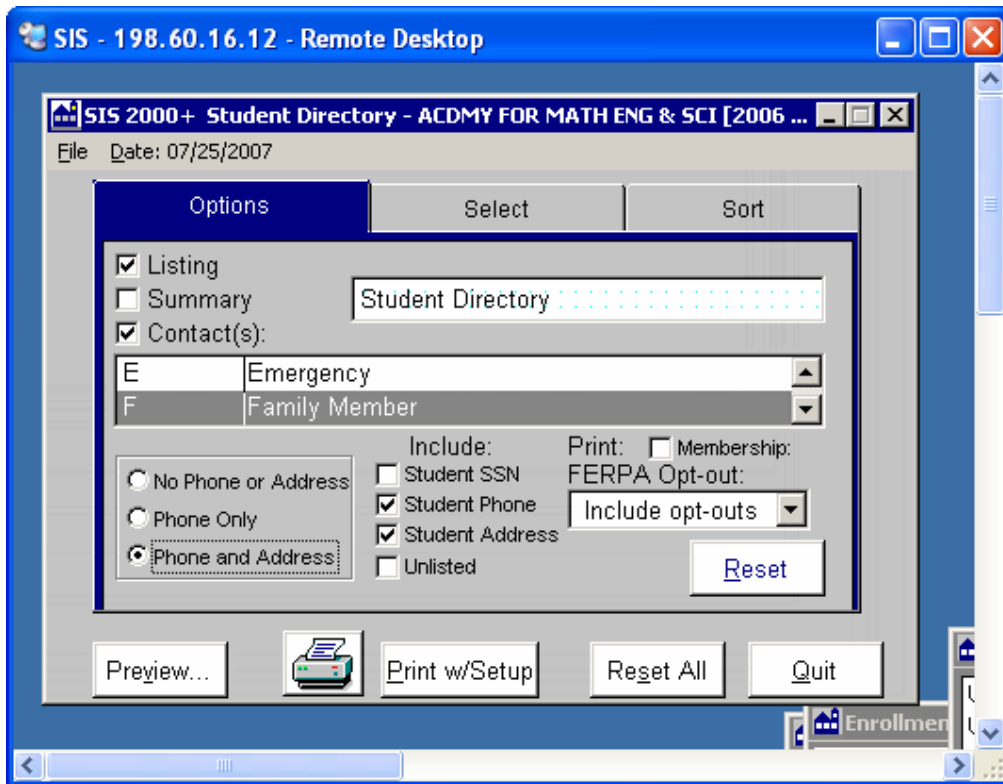 SIS - 198.60.16.12 - Remote Desktop
SIS 2000+ Student Directory - ACDMY FOR MATH ENG & SCI [2006 ...
File Date: 07/25/2007
Options Select Sort
Listing
Summary Student Directory
Contact(s):
E Emergency
F Family Member
Include: Print: Membership:
No Phone or Address Student SSN FERPA Opt-out:
Phone Only Student Phone Include opt-outs
Phone and Address Student Address
Unlisted Reset
Preview... Print w/Setup Reset All Quit
Enrollmen